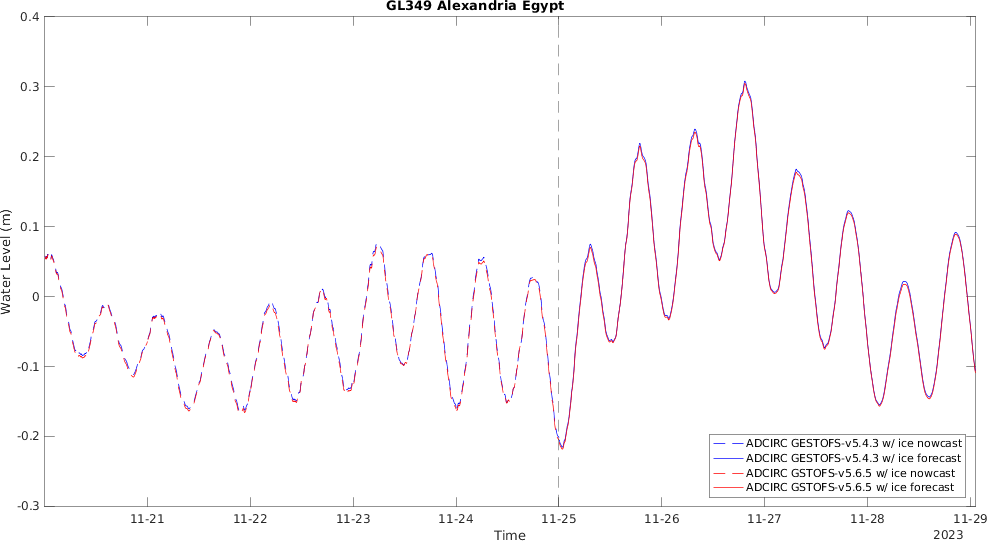 GL349 Alexandria Egypt
0.4
0.3
0.2
0.1
0
-0.1
-0.2
-0.3
Water Level (m)
ADCIRC GESTOFS-v5.4.3 w/ ice nowcast
ADCIRC GESTOFS-v5.4.3 w/ ice forecast
ADCIRC GSTOFS-v5.6.5 w/ ice nowcast
ADCIRC GSTOFS-v5.6.5 w/ ice forecast
11-21 11-22 11-23 11-24 11-25 11-26 11-27 11-28 11-29
Time
2023